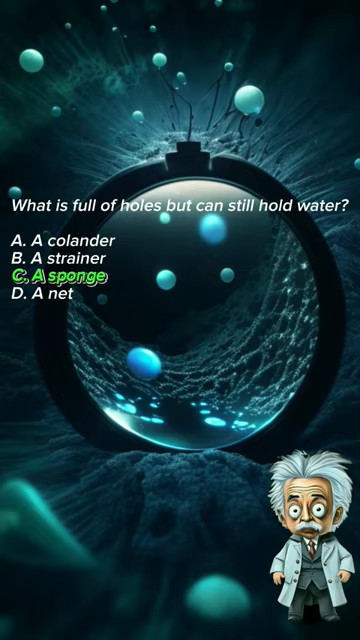 What is full of holes but can still hold water?
A. A colander
B. A strainer
C. A sponge
D. A net